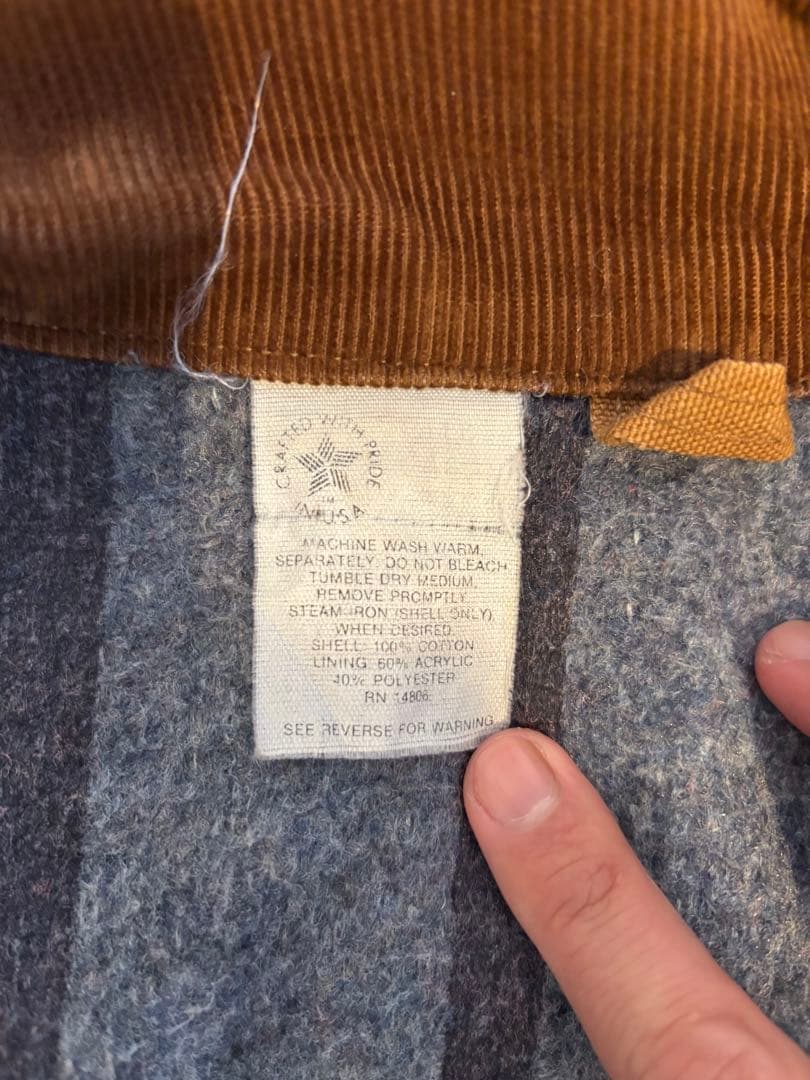 CRAFTED WITH PRIDE
TM
IN U.S.A
MACHINE WASH WARM,
SEPARATELY. DO NOT BLEACH
TUMBLE DRY MEDIUM,
REMOVE PROMPTLY
STEAM IRON (SHELL ONLY)
WHEN DESIRED.
SHELL: 100% COTTON
LINING: 60% ACRYLIC
40% POLYESTER
RN 14806
SEE REVERSE FOR WARNING